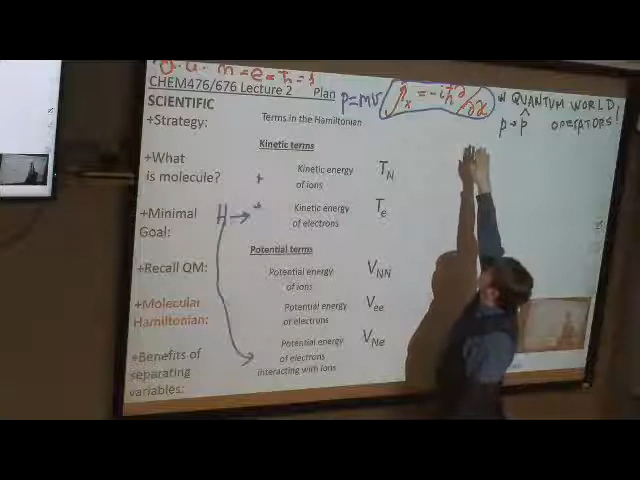 a.u. m=e=ħ=1
CHEM476/676 Lecture 2 Plan
p=mv p̂x = -iħ ∂/∂x
QUANTUM WORLD!
p→p̂ OPERATORS!
SCIENTIFIC
+Strategy:
+What
is molecule?
+Minimal
Goal:
+Recall QM:
+Molecular
Hamiltonian:
+Benefits of
separating
variables:
Terms in the Hamiltonian
Kinetic terms
+ Kinetic energy
of ions
T_N
H → + Kinetic energy
of electrons
T_e
Potential terms
Potential energy
of ions
V_NN
Potential energy
of electrons
V_ee
Potential energy
of electrons
interacting with ions
V_Ne